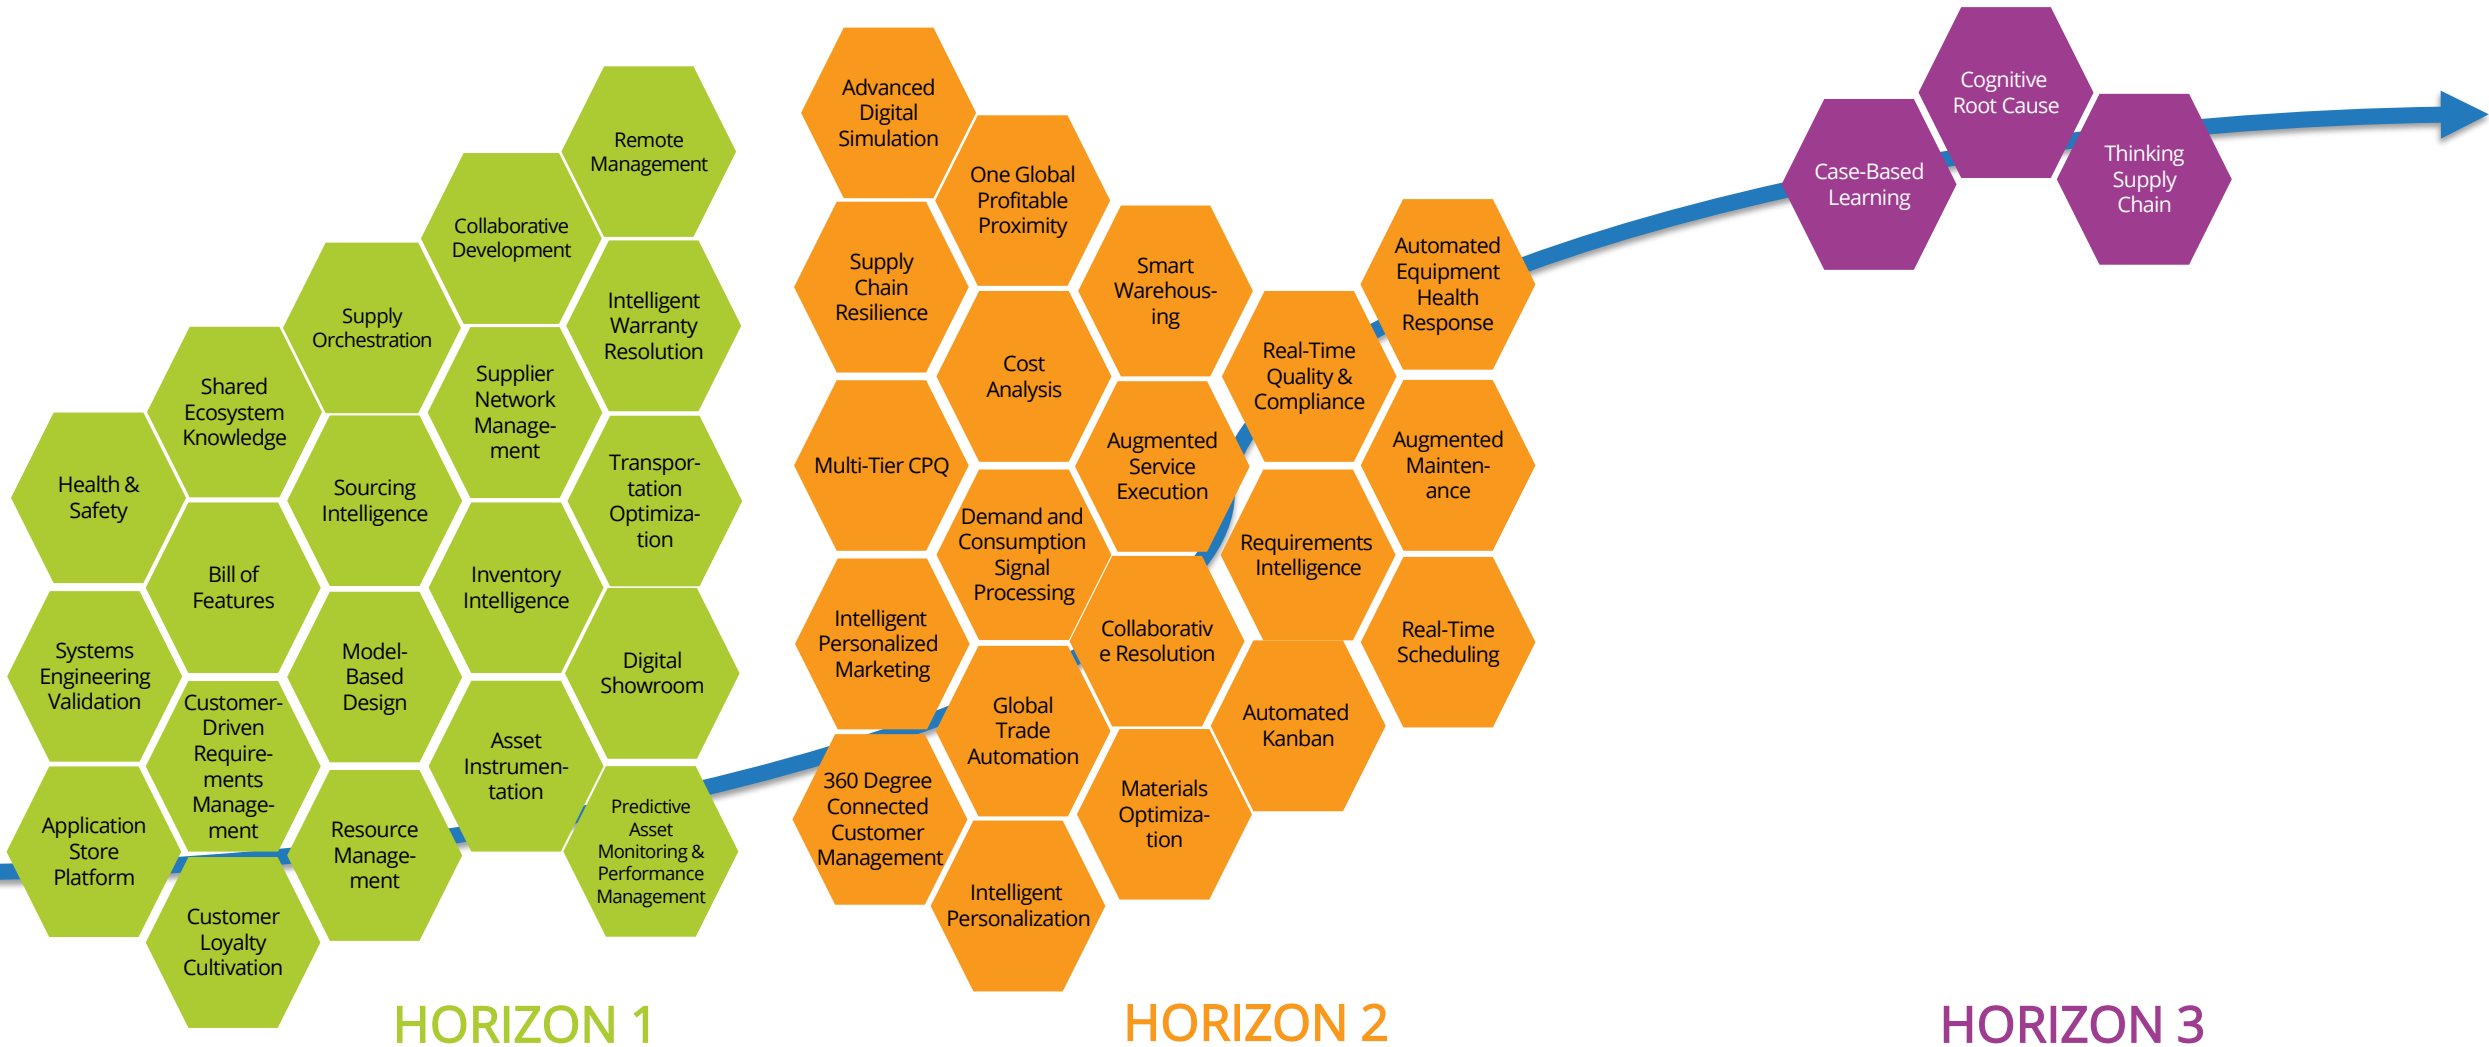 Remote
Management
Collaborative
Development
Supply
Orchestration
Intelligent
Warranty
Resolution
Shared
Ecosystem
Knowledge
Supplier
Network
Manage-
ment
Health &
Safety
Sourcing
Intelligence
Transpor-
tation
Optimiza-
tion
Bill of
Features
Inventory
Intelligence
Systems
Engineering
Validation
Model-
Based
Design
Digital
Showroom
Customer-
Driven
Require-
ments
Manage-
ment
Asset
Instrumen-
tation
Application
Store
Platform
Resource
Manage-
ment
Predictive
Asset
Monitoring &
Performance
Management
Customer
Loyalty
Cultivation
HORIZON 1
Advanced
Digital
Simulation
One Global
Profitable
Proximity
Supply
Chain
Resilience
Smart
Warehous-
ing
Automated
Equipment
Health
Response
Cost
Analysis
Real-Time
Quality &
Compliance
Multi-Tier CPQ
Augmented
Service
Execution
Augmented
Mainten-
ance
Demand and
Consumption
Signal
Processing
Requirements
Intelligence
Intelligent
Personalized
Marketing
Collaborativ
e Resolution
Real-Time
Scheduling
Global
Trade
Automation
Automated
Kanban
360 Degree
Connected
Customer
Management
Materials
Optimiza-
tion
Intelligent
Personalization
HORIZON 2
Cognitive
Root Cause
Case-Based
Learning
Thinking
Supply
Chain
HORIZON 3